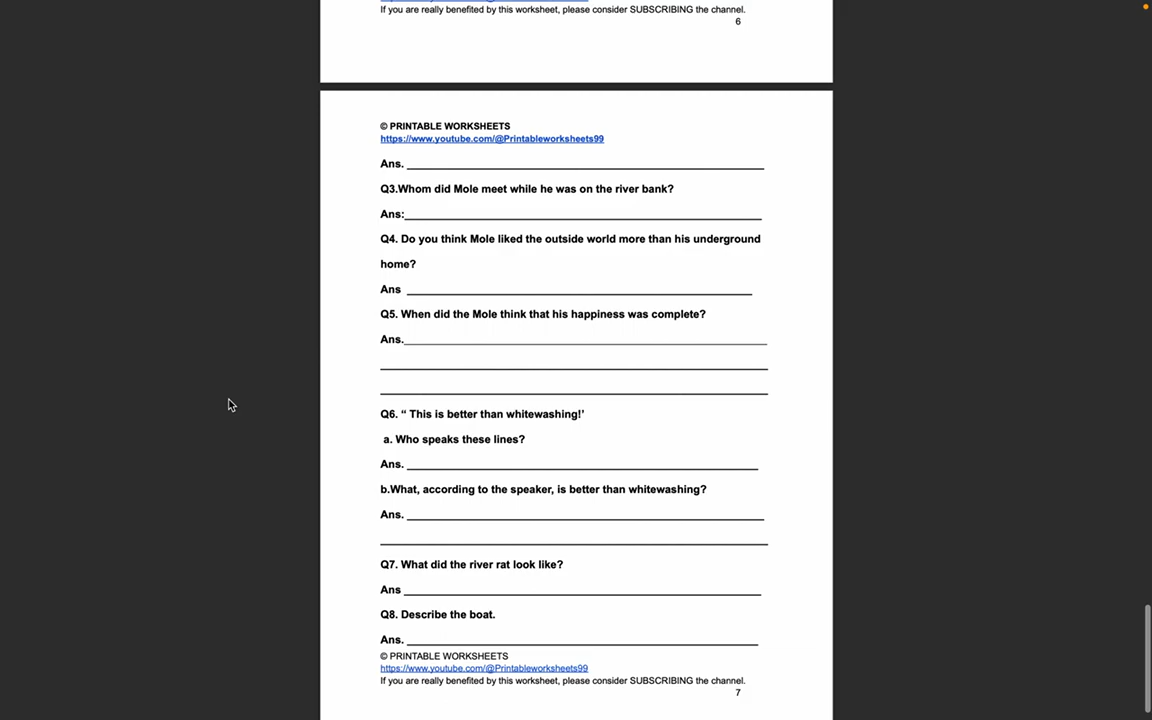 If you are really benefited by this worksheet, please consider SUBSCRIBING the channel.
6
© PRINTABLE WORKSHEETS
https://www.youtube.com/@Printableworksheets99
Ans.
Q3.Whom did Mole meet while he was on the river bank?
Ans:
Q4. Do you think Mole liked the outside world more than his underground
home?
Ans
Q5. When did the Mole think that his happiness was complete?
Ans.
Q6. “ This is better than whitewashing!’
a. Who speaks these lines?
Ans.
b.What, according to the speaker, is better than whitewashing?
Ans.
Q7. What did the river rat look like?
Ans
Q8. Describe the boat.
Ans.
© PRINTABLE WORKSHEETS
https://www.youtube.com/@Printableworksheets99
If you are really benefited by this worksheet, please consider SUBSCRIBING the channel.
7